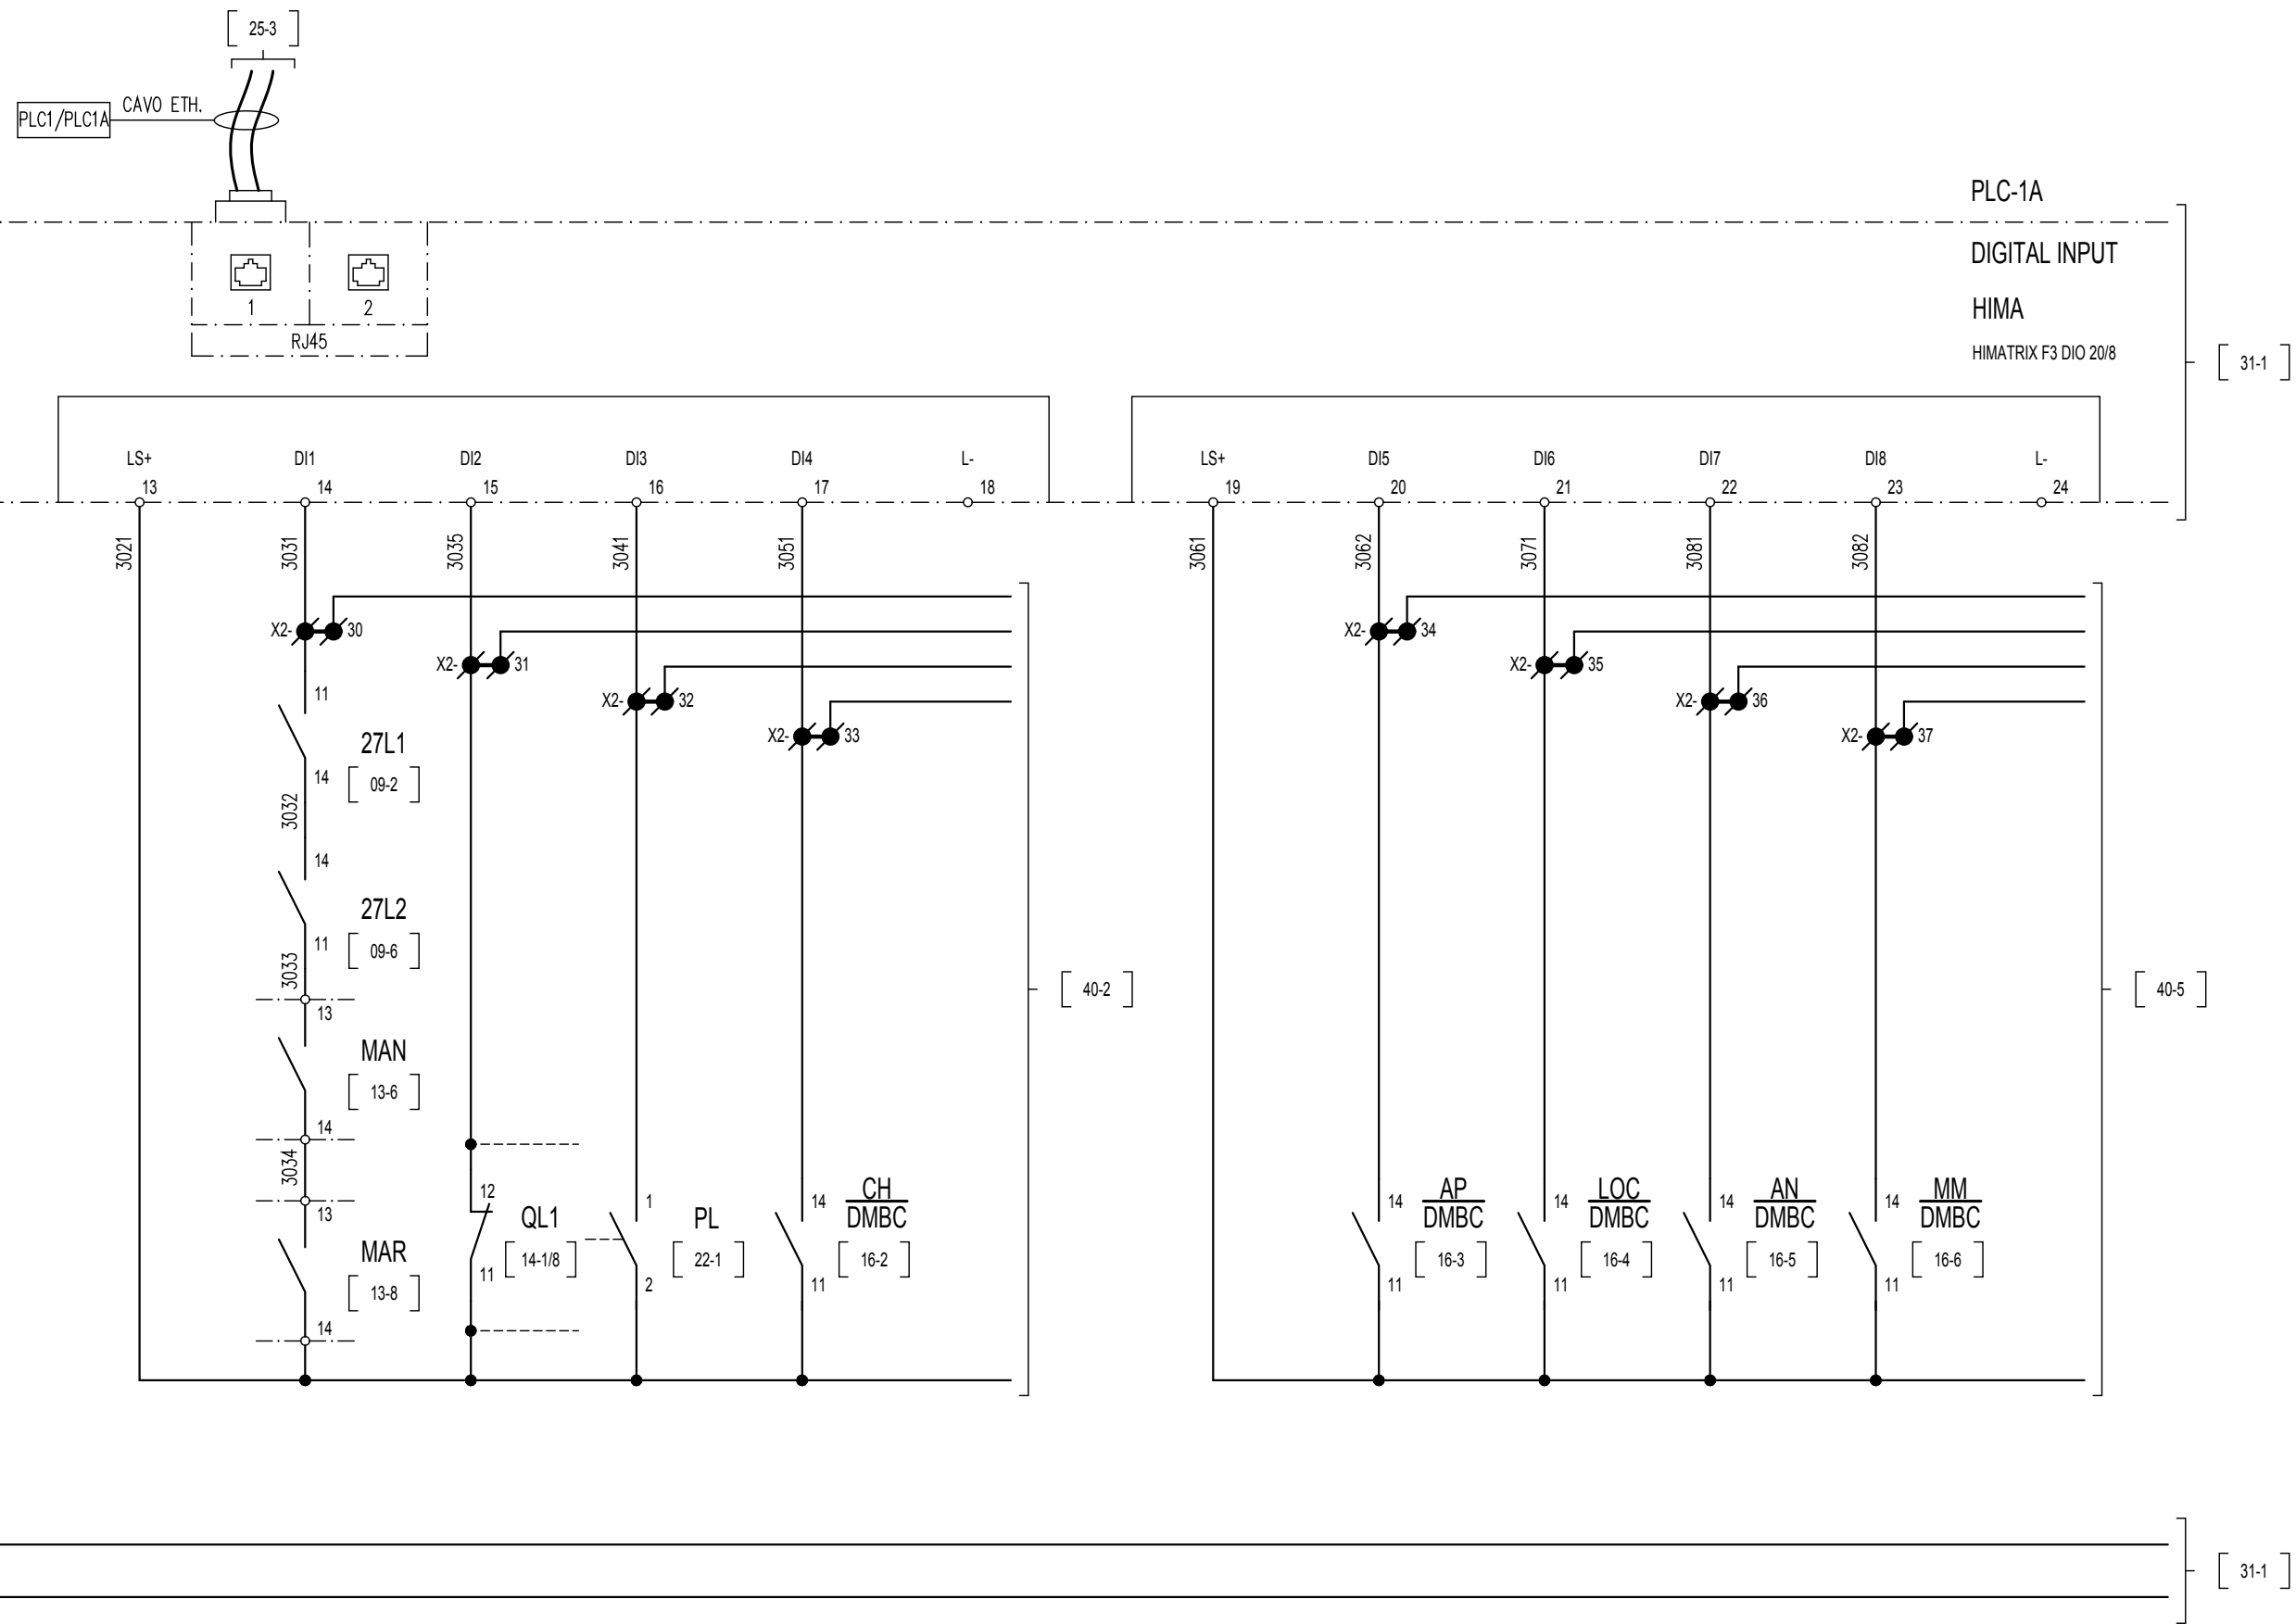 25-3
PLC1/PLC1A CAVO ETH.
PLC-1A
DIGITAL INPUT
HIMA
HIMATRIX F3 DIO 20/8
1 2
RJ45
31-1
LS+ DI1 DI2 DI3 DI4 L- LS+ DI5 DI6 DI7 DI8 L-
13 14 15 16 17 18 19 20 21 22 23 24
3021 3031 3035 3041 3051 3061 3062 3071 3081 3082
X2- 30 X2- 34
X2- 31 X2- 35
X2- 32 X2- 36
X2- 33 X2- 37
11
27L1
14 09-2
3032
14
27L2
11 09-6
3033
40-2 40-5
13
MAN
13-6
14
3034
13
MAR
13-8
14
12
QL1
14-1/8
11
1
PL
22-1
2
14
CH
DMBC
16-2
11
14
AP
DMBC
16-3
11
14
LOC
DMBC
16-4
11
14
AN
DMBC
16-5
11
14
MM
DMBC
16-6
11
31-1